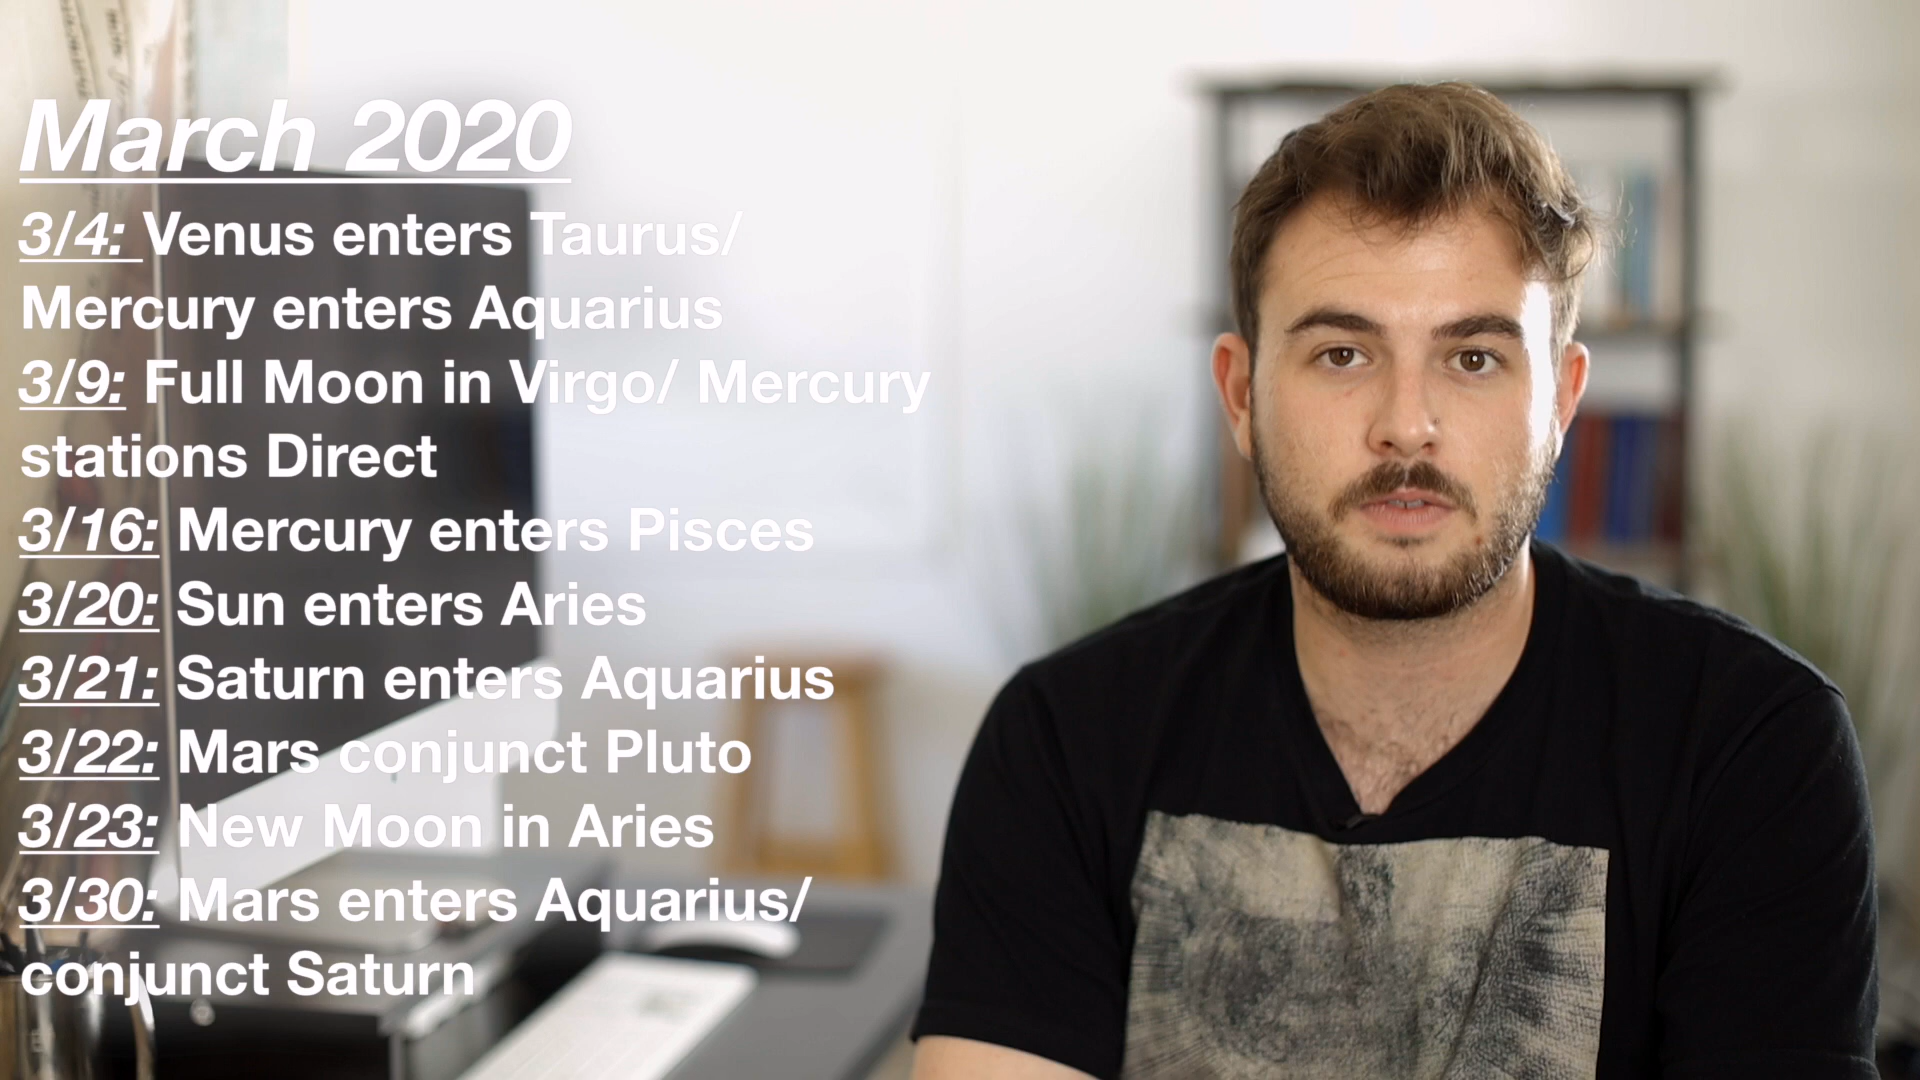 March 2020
3/4: Venus enters Taurus/
Mercury enters Aquarius
3/9: Full Moon in Virgo/ Mercury
stations Direct
3/16: Mercury enters Pisces
3/20: Sun enters Aries
3/21: Saturn enters Aquarius
3/22: Mars conjunct Pluto
3/23: New Moon in Aries
3/30: Mars enters Aquarius/
conjunct Saturn